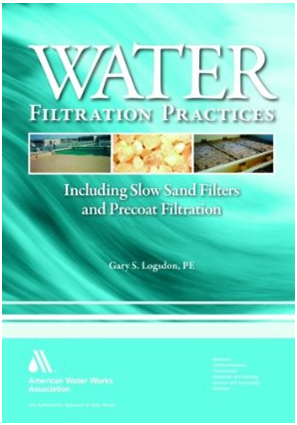 WATER
FILTRATION PRACTICES
Including Slow Sand Filters
and Precoat Filtration
Gary S. Logsdon, PE
American Water Works
Association